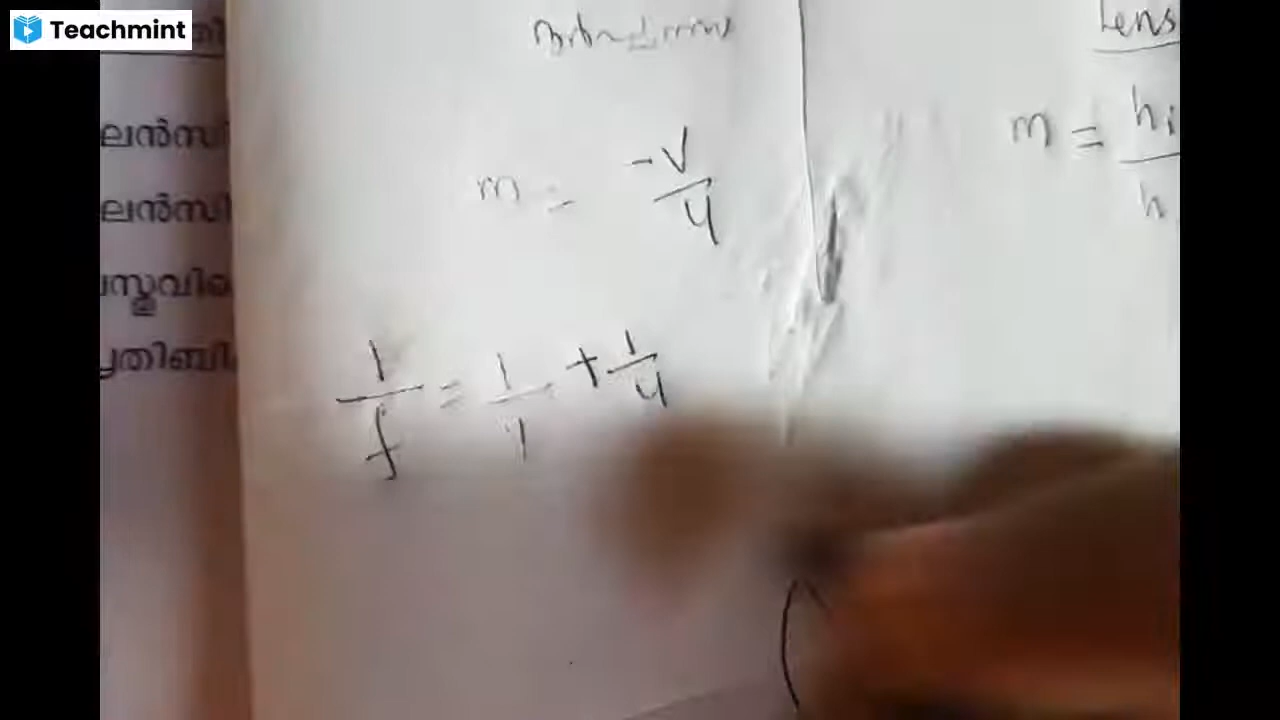 Teachmint
ലൻസി
ലൻസി
വസ്തുവിെ
പ്രതിബി
m = -v/u
1/f = 1/v + 1/u
Lens
m = hi/h